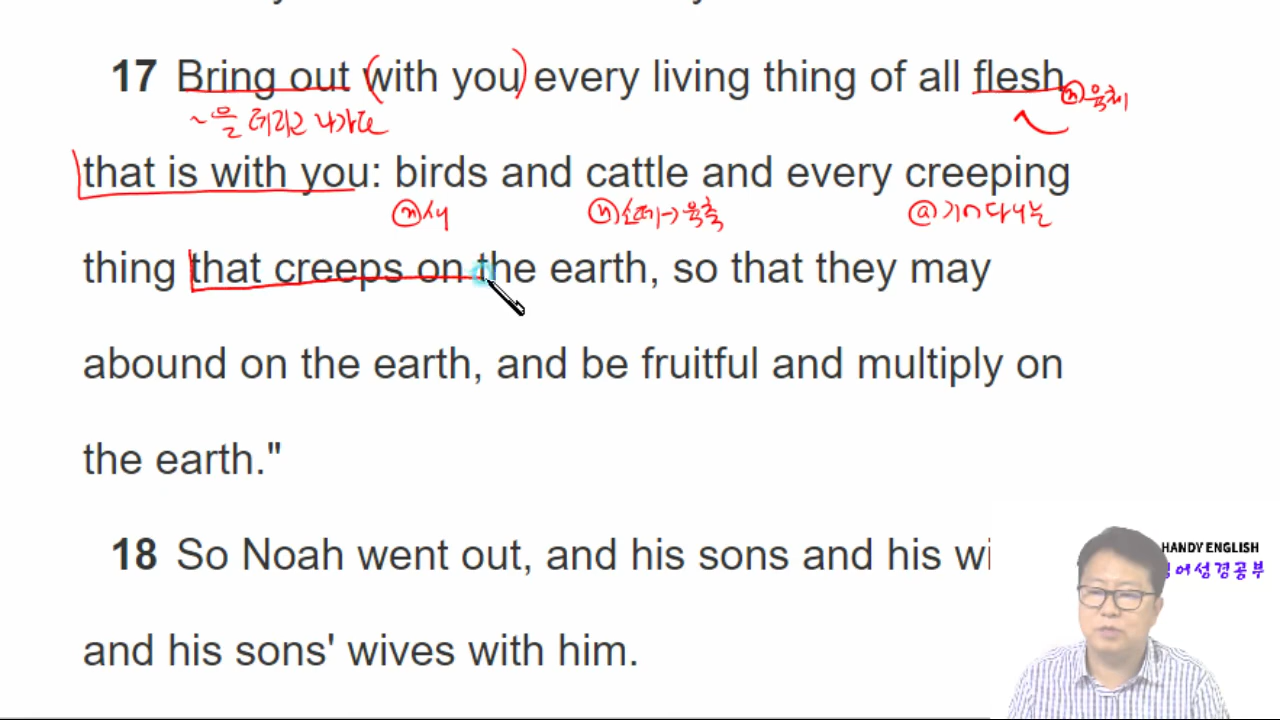 17 Bring out with you every living thing of all flesh
~을 데리고 나가다
ⓝ육체
that is with you: birds and cattle and every creeping
ⓝ새
ⓝ소떼→육축
ⓐ기어다니는
thing that creeps on the earth, so that they may
abound on the earth, and be fruitful and multiply on
the earth."
18 So Noah went out, and his sons and his wi
HANDY ENGLISH
어성경공부
and his sons' wives with him.